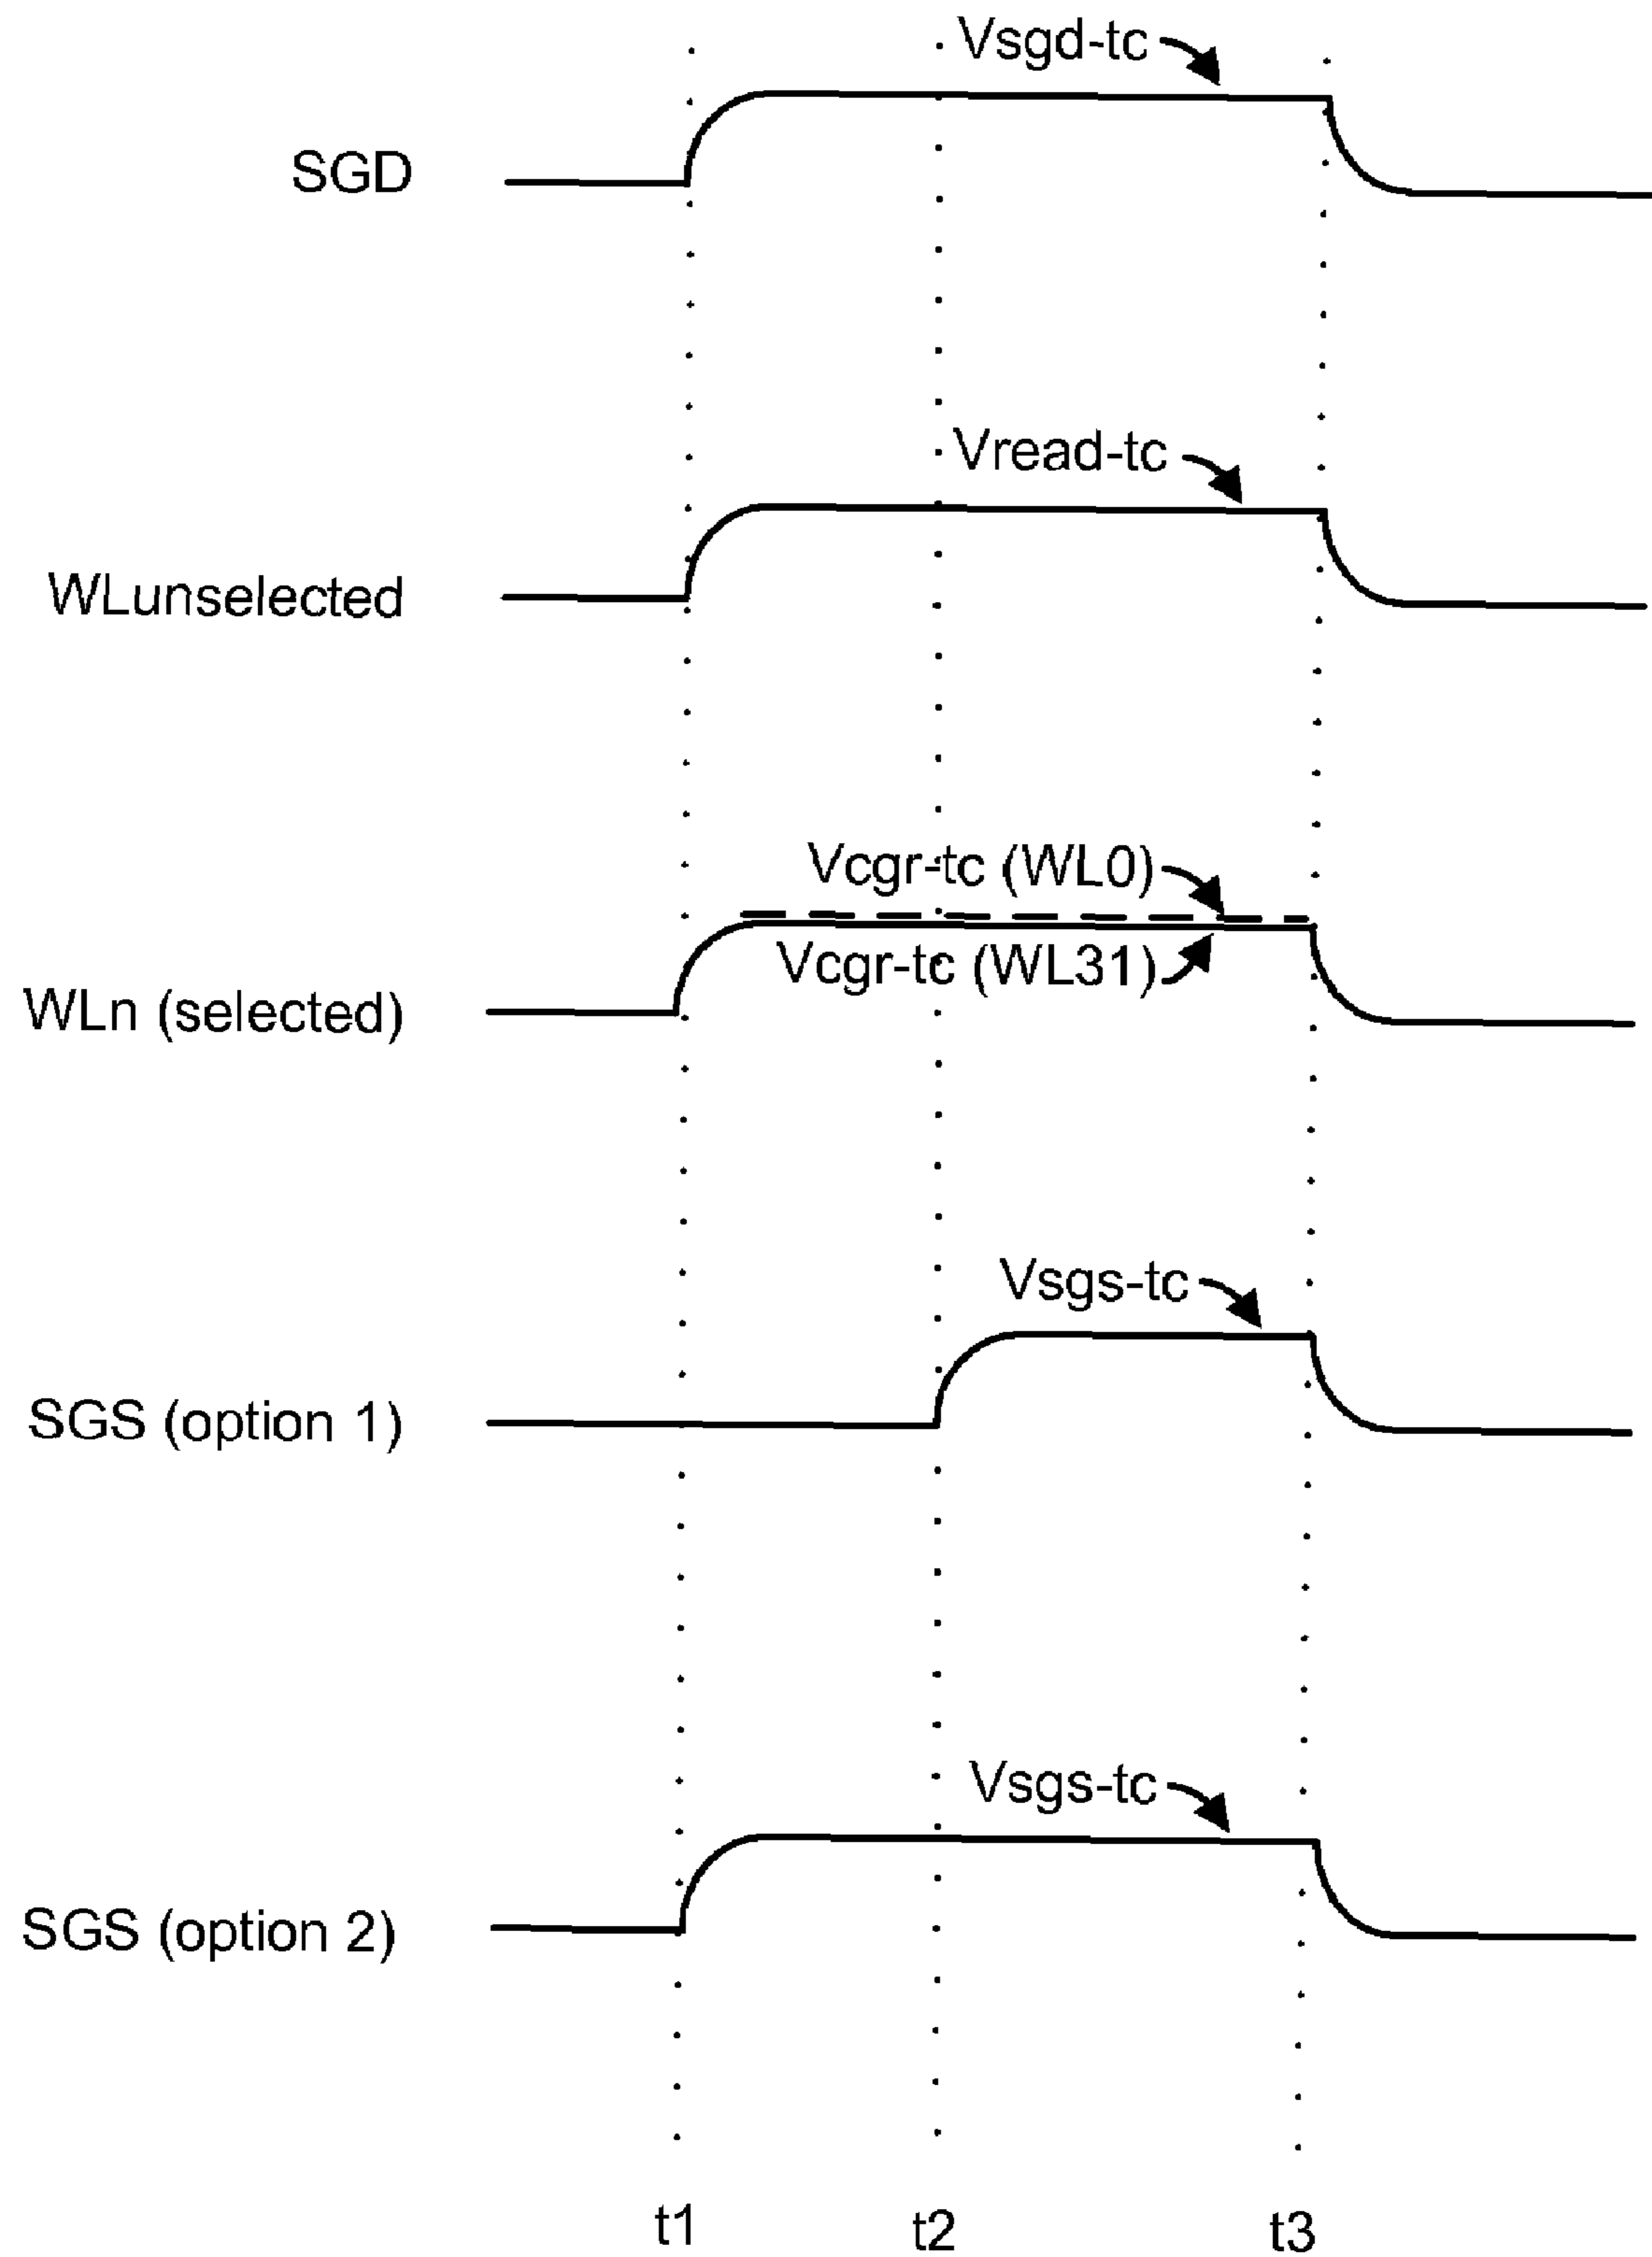 Vsgd-tc
SGD
Vread-tc
WLunselected
Vcgr-tc (WL0)
Vcgr-tc (WL31)
WLn (selected)
Vsgs-tc
SGS (option 1)
Vsgs-tc
SGS (option 2)
t1 t2 t3